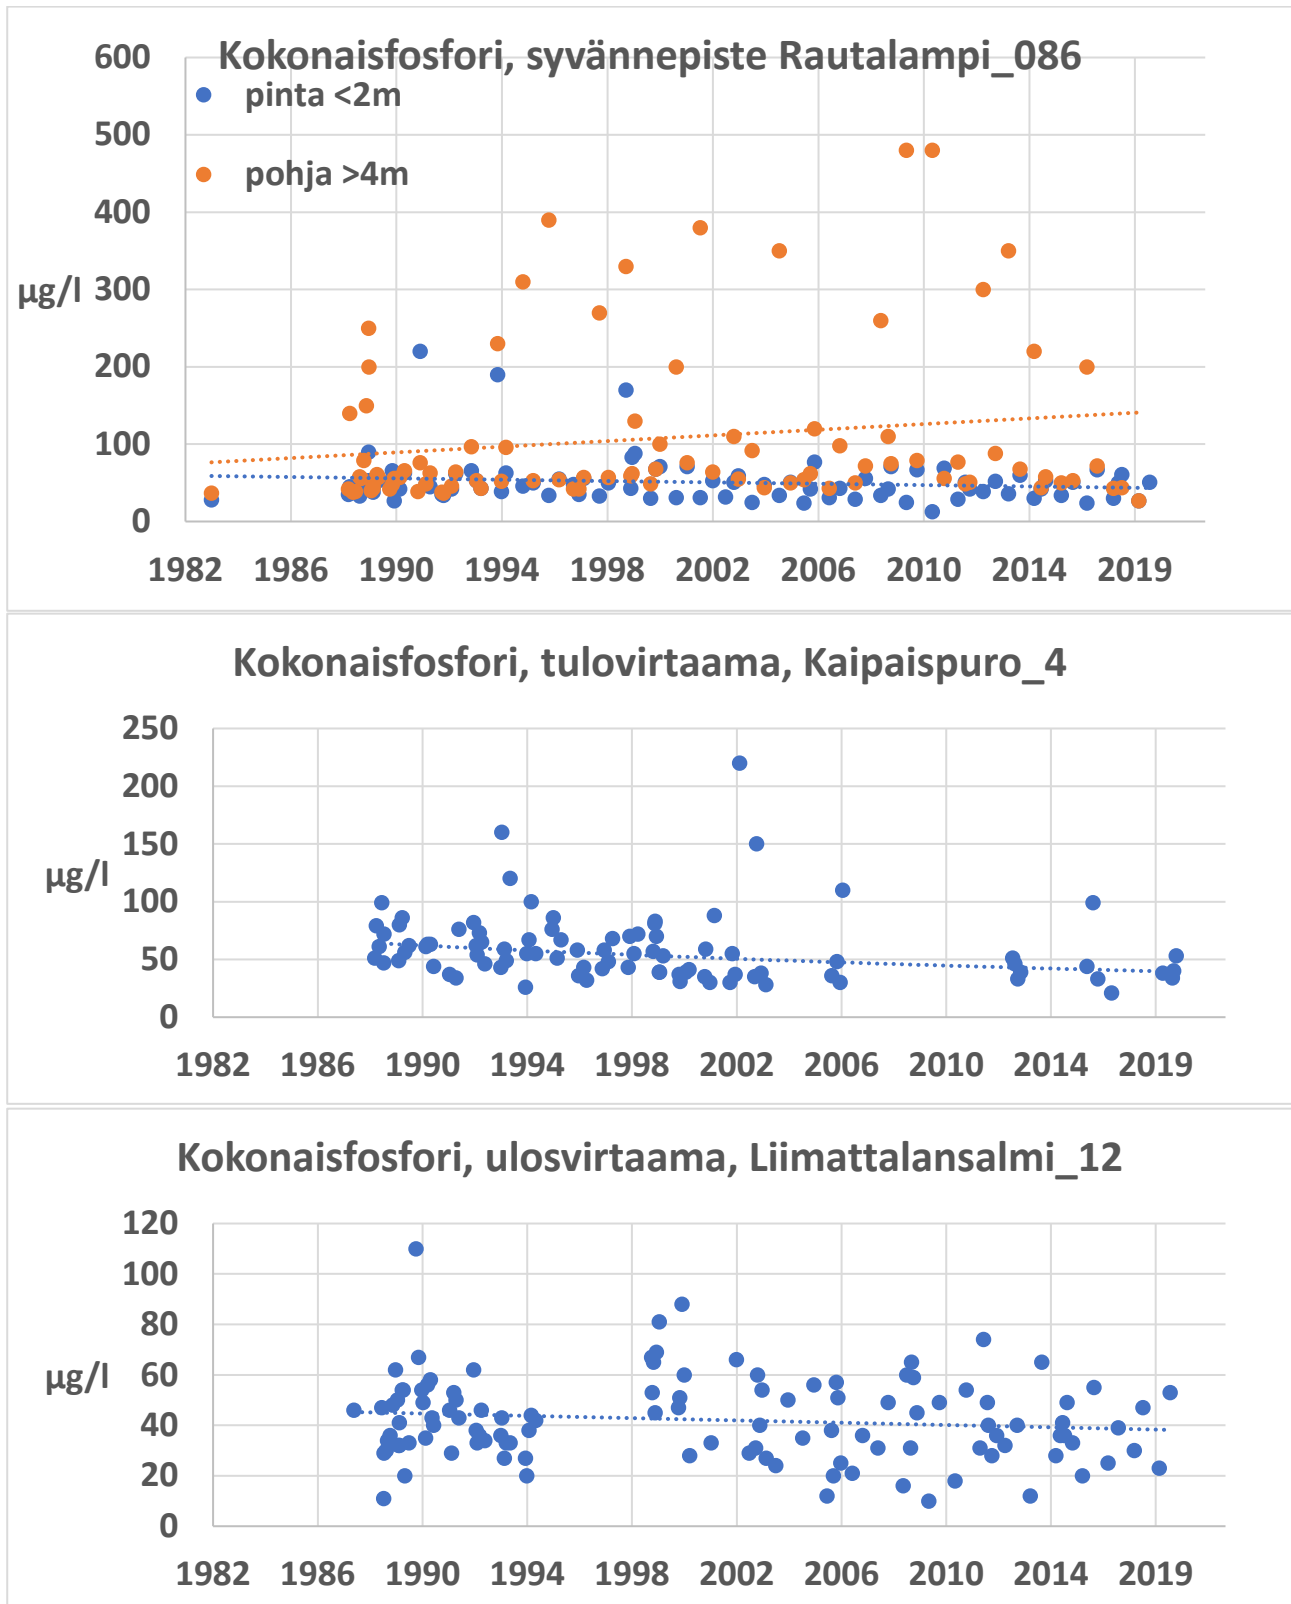 Kokonaisfosfori, syvännepiste Rautalampi_086
pinta <2m
pohja >4m
600
500
400
300
200
100
0
µg/l
1982 1986 1990 1994 1998 2002 2006 2010 2014 2019
Kokonaisfosfori, tulovirtaama, Kaipaispuro_4
250
200
150
100
50
0
µg/l
1982 1986 1990 1994 1998 2002 2006 2010 2014 2019
Kokonaisfosfori, ulosvirtaama, Liimattalansalmi_12
120
100
80
60
40
20
0
µg/l
1982 1986 1990 1994 1998 2002 2006 2010 2014 2019